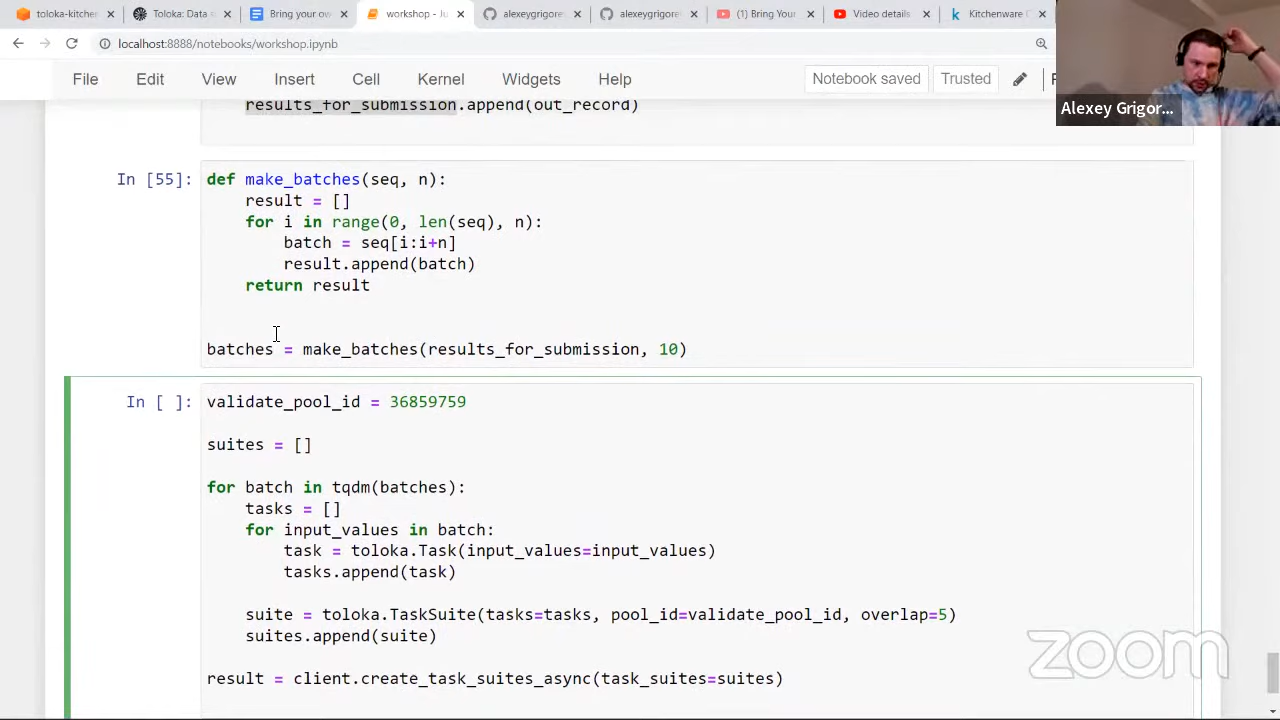 toloka-kitchen
Toloka: Data s
Bring your ow
workshop - Ju
alexeygrigore
alexeygrigore
(1) Bring Your
Video details
Kitchenware C
localhost:8888/notebooks/workshop.ipynb
File Edit View Insert Cell Kernel Widgets Help
Notebook saved
Trusted
Alexey Grigor...
results_for_submission.append(out_record)
In [55]:
def make_batches(seq, n):
    result = []
    for i in range(0, len(seq), n):
        batch = seq[i:i+n]
        result.append(batch)
    return result
batches = make_batches(results_for_submission, 10)
In [ ]:
validate_pool_id = 36859759
suites = []
for batch in tqdm(batches):
    tasks = []
    for input_values in batch:
        task = toloka.Task(input_values=input_values)
        tasks.append(task)
    suite = toloka.TaskSuite(tasks=tasks, pool_id=validate_pool_id, overlap=5)
    suites.append(suite)
result = client.create_task_suites_async(task_suites=suites)
zoom